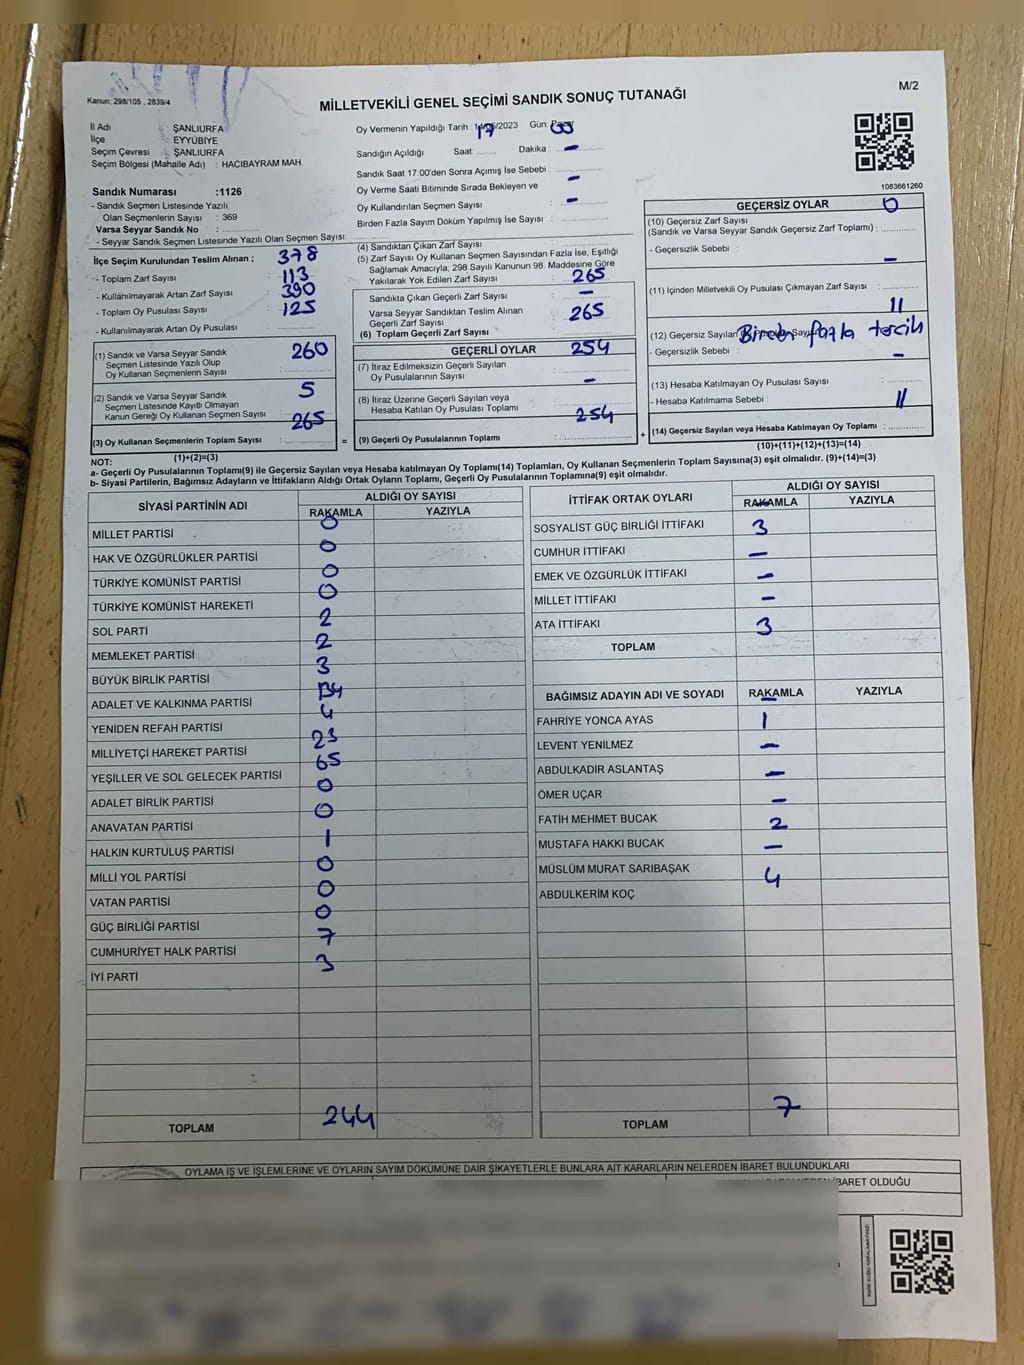 Kanun: 298/105 , 2839/4
MİLLETVEKİLİ GENEL SEÇİMİ SANDIK SONUÇ TUTANAĞI
M/2
İl Adı : ŞANLIURFA
İlçe EYYÜBİYE
Seçim Çevresi : ŞANLIURFA
Seçim Bölgesi (Mahalle Adı) : HACIBAYRAM MAH.
Sandık Numarası :1126
- Sandık Seçmen Listesinde Yazılı
Olan Seçmenlerin Sayısı : 369
Varsa Seyyar Sandık No :
- Seyyar Sandık Seçmen Listesinde Yazılı Olan Seçmen Sayısı:
İlçe Seçim Kurulundan Teslim Alınan ; 378
- Toplam Zarf Sayısı : 113
- Kullanılmayarak Artan Zarf Sayısı : 390
- Toplam Oy Pusulası Sayısı : 125
- Kullanılmayarak Artan Oy Pusulası :
(1) Sandık ve Varsa Seyyar Sandık 260
Seçmen Listesinde Yazılı Olup
Oy Kullanan Seçmenlerin Sayısı :
(2) Sandık ve Varsa Seyyar Sandık 5
Seçmen Listesinde Kayıtlı Olmayan
Kanun Gereği Oy Kullanan Seçmen Sayısı : 265
(3) Oy Kullanan Seçmenlerin Toplam Sayısı :
(1)+(2)=(3)
Oy Vermenin Yapıldığı Tarih : /2023 Gün:
17 00
Sandığın Açıldığı Saat: Dakika : -
Sandık Saat 17:00'den Sonra Açımış İse Sebebi :
Oy Verme Saati Bitiminde Sırada Bekleyen ve -
Oy Kullandırılan Seçmen Sayısı : -
Birden Fazla Sayım Döküm Yapılmış İse Sayısı :
(4) Sandıktan Çıkan Zarf Sayısı :
(5) Zarf Sayısı Oy Kullanan Seçmen Sayısından Fazla İse, Eşitliği
Sağlamak Amacıyla, 298 Sayılı Kanunun 98. Maddesine Göre
Yakılarak Yok Edilen Zarf Sayısı : 265
Sandıkta Çıkan Geçerli Zarf Sayısı : -
Varsa Seyyar Sandıktan Teslim Alınan 265
Geçerli Zarf Sayısı :
(6) Toplam Geçerli Zarf Sayısı :
GEÇERLİ OYLAR 254
(7) İtiraz Edilmeksizin Geçerli Sayılan
Oy Pusulalarının Sayısı : -
(8) İtiraz Üzerine Geçerli Sayılan veya
Hesaba Katılan Oy Pusulası Toplamı : 254
= (9) Geçerli Oy Pusulalarının Toplamı : +
1083661260
GEÇERSİZ OYLAR 0
(10) Geçersiz Zarf Sayısı
(Sandık ve Varsa Seyyar Sandık Geçersiz Zarf Toplamı) :
- Geçersizlik Sebebi : -
(11) İçinden Milletvekili Oy Pusulası Çıkmayan Zarf Sayısı :
11
(12) Geçersiz Sayılan Birden fazla tercih
- Geçersizlik Sebebi : -
(13) Hesaba Katılmayan Oy Pusulası Sayısı :
- Hesaba Katılmama Sebebi : 11
(14) Geçersiz Sayılan veya Hesaba Katılmayan Oy Toplamı :
(10)+(11)+(12)+(13)=(14)
NOT:
a- Geçerli Oy Pusulalarının Toplamı(9) ile Geçersiz Sayılan veya Hesaba katılmayan Oy Toplamı(14) Toplamları, Oy Kullanan Seçmenlerin Toplam Sayısına(3) eşit olmalıdır. (9)+(14)=(3)
b- Siyasi Partilerin, Bağımsız Adayların ve İttifakların Aldığı Ortak Oyların Toplamı, Geçerli Oy Pusulalarının Toplamına(9) eşit olmalıdır.
SİYASİ PARTİNİN ADI ALDIĞI OY SAYISI
RAKAMLA YAZIYLA
MİLLET PARTİSİ 0
HAK VE ÖZGÜRLÜKLER PARTİSİ 0
TÜRKİYE KOMÜNİST PARTİSİ 0
TÜRKİYE KOMÜNİST HAREKETİ 0
SOL PARTİ 2
MEMLEKET PARTİSİ 2
BÜYÜK BİRLİK PARTİSİ 3
ADALET VE KALKINMA PARTİSİ 134
YENİDEN REFAH PARTİSİ 4
MİLLİYETÇİ HAREKET PARTİSİ 23
YEŞİLLER VE SOL GELECEK PARTİSİ 65
ADALET BİRLİK PARTİSİ 0
ANAVATAN PARTİSİ 0
HALKIN KURTULUŞ PARTİSİ 1
MİLLİ YOL PARTİSİ 0
VATAN PARTİSİ 0
GÜÇ BİRLİĞİ PARTİSİ 0
CUMHURİYET HALK PARTİSİ 7
İYİ PARTİ 3
TOPLAM 244
İTTİFAK ORTAK OYLARI ALDIĞI OY SAYISI
RAKAMLA YAZIYLA
SOSYALİST GÜÇ BİRLİĞİ İTTİFAKI 3
CUMHUR İTTİFAKI -
EMEK VE ÖZGÜRLÜK İTTİFAKI -
MİLLET İTTİFAKI -
ATA İTTİFAKI 3
TOPLAM
BAĞIMSIZ ADAYIN ADI VE SOYADI RAKAMLA YAZIYLA
-
FAHRİYE YONCA AYAS 1
LEVENT YENİLMEZ -
ABDULKADİR ASLANTAŞ -
ÖMER UÇAR -
FATİH MEHMET BUCAK 2
MUSTAFA HAKKI BUCAK -
MÜSLÜM MURAT SARIBAŞAK 4
ABDULKERİM KOÇ
TOPLAM 7
OYLAMA İŞ VE İŞLEMLERİNE VE OYLARIN SAYIM DÖKÜMÜNE DAİR ŞİKAYETLERLE BUNLARA AİT KARARLARIN NELERDEN İBARET BULUNDUKLARI
İBARET OLDUĞU